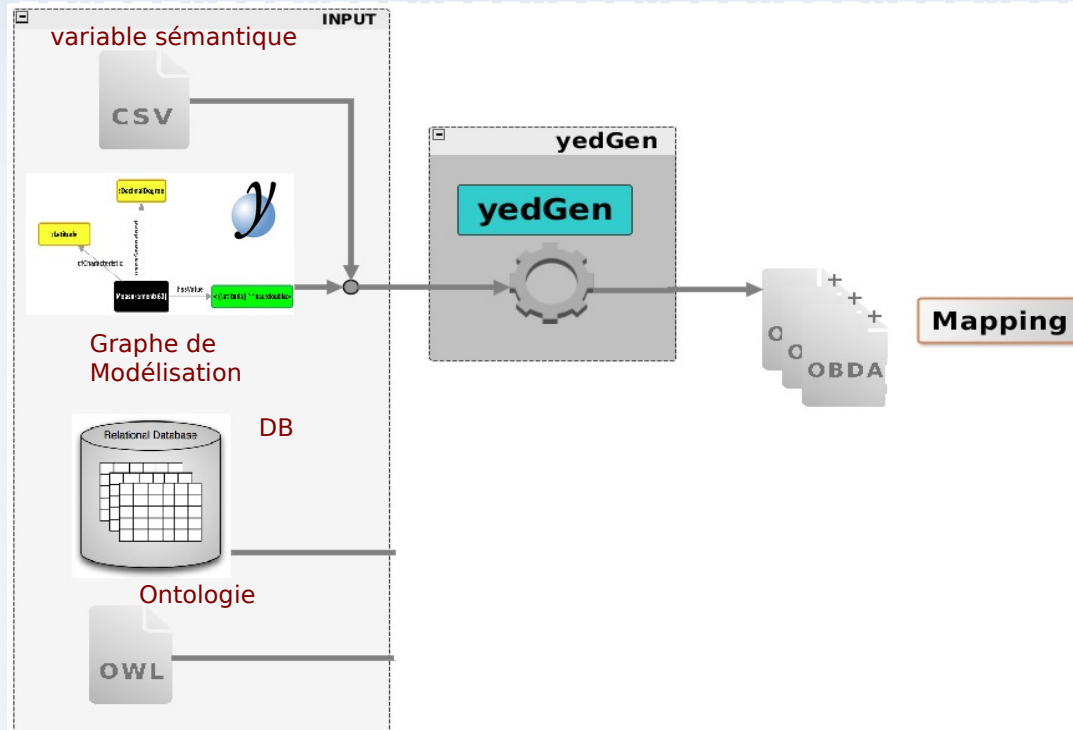 INPUT
variable sémantique
CSV
:DecimalDegree
:latitude
ofCharacteristic
hasValue
Graphe de
Modélisation
DB
Relational Database
Ontologie
OWL
yedGen
yedGen
O
O
OBDA
+
+
+
Mapping